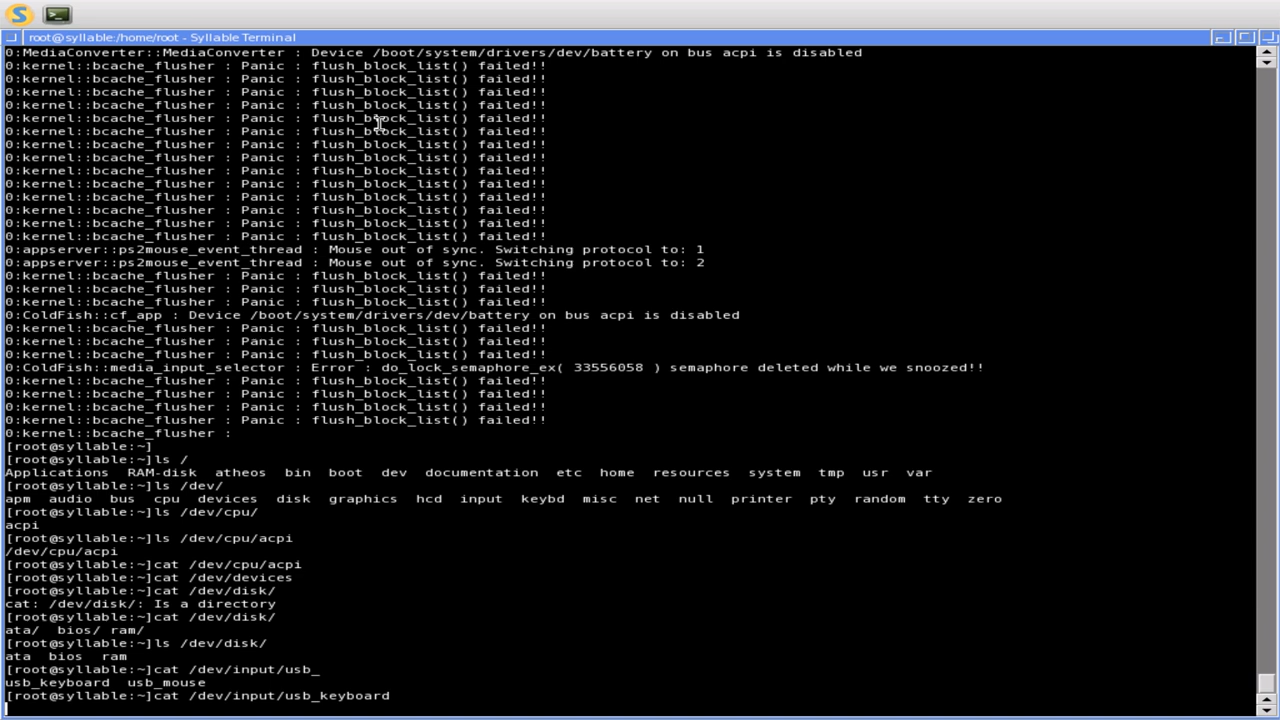 root@syllable:/home/root - Syllable Terminal
0:MediaConverter::MediaConverter : Device /boot/system/drivers/dev/battery on bus acpi is disabled
0:kernel::bcache_flusher : Panic : flush_block_list() failed!!
0:kernel::bcache_flusher : Panic : flush_block_list() failed!!
0:kernel::bcache_flusher : Panic : flush_block_list() failed!!
0:kernel::bcache_flusher : Panic : flush_block_list() failed!!
0:kernel::bcache_flusher : Panic : flush_block_list() failed!!
0:kernel::bcache_flusher : Panic : flush_block_list() failed!!
0:kernel::bcache_flusher : Panic : flush_block_list() failed!!
0:kernel::bcache_flusher : Panic : flush_block_list() failed!!
0:kernel::bcache_flusher : Panic : flush_block_list() failed!!
0:kernel::bcache_flusher : Panic : flush_block_list() failed!!
0:kernel::bcache_flusher : Panic : flush_block_list() failed!!
0:kernel::bcache_flusher : Panic : flush_block_list() failed!!
0:kernel::bcache_flusher : Panic : flush_block_list() failed!!
0:kernel::bcache_flusher : Panic : flush_block_list() failed!!
0:appserver::ps2mouse_event_thread : Mouse out of sync. Switching protocol to: 1
0:appserver::ps2mouse_event_thread : Mouse out of sync. Switching protocol to: 2
0:kernel::bcache_flusher : Panic : flush_block_list() failed!!
0:kernel::bcache_flusher : Panic : flush_block_list() failed!!
0:kernel::bcache_flusher : Panic : flush_block_list() failed!!
0:ColdFish::cf_app : Device /boot/system/drivers/dev/battery on bus acpi is disabled
0:kernel::bcache_flusher : Panic : flush_block_list() failed!!
0:kernel::bcache_flusher : Panic : flush_block_list() failed!!
0:kernel::bcache_flusher : Panic : flush_block_list() failed!!
0:ColdFish::media_input_selector : Error : do_lock_semaphore_ex( 33556058 ) semaphore deleted while we snoozed!!
0:kernel::bcache_flusher : Panic : flush_block_list() failed!!
0:kernel::bcache_flusher : Panic : flush_block_list() failed!!
0:kernel::bcache_flusher : Panic : flush_block_list() failed!!
0:kernel::bcache_flusher : Panic : flush_block_list() failed!!
0:kernel::bcache_flusher :
[root@syllable:~]
[root@syllable:~]ls /
Applications  RAM-disk  atheos  bin  boot  dev  documentation  etc  home  resources  system  tmp  usr  var
[root@syllable:~]ls /dev/
apm  audio  bus  cpu  devices  disk  graphics  hcd  input  keybd  misc  net  null  printer  pty  random  tty  zero
[root@syllable:~]ls /dev/cpu/
acpi
[root@syllable:~]ls /dev/cpu/acpi
/dev/cpu/acpi
[root@syllable:~]cat /dev/cpu/acpi
[root@syllable:~]cat /dev/devices
[root@syllable:~]cat /dev/disk/
cat: /dev/disk/: Is a directory
[root@syllable:~]cat /dev/disk/
ata/  bios/ ram/
[root@syllable:~]ls /dev/disk/
ata  bios  ram
[root@syllable:~]cat /dev/input/usb_
usb_keyboard  usb_mouse
[root@syllable:~]cat /dev/input/usb_keyboard